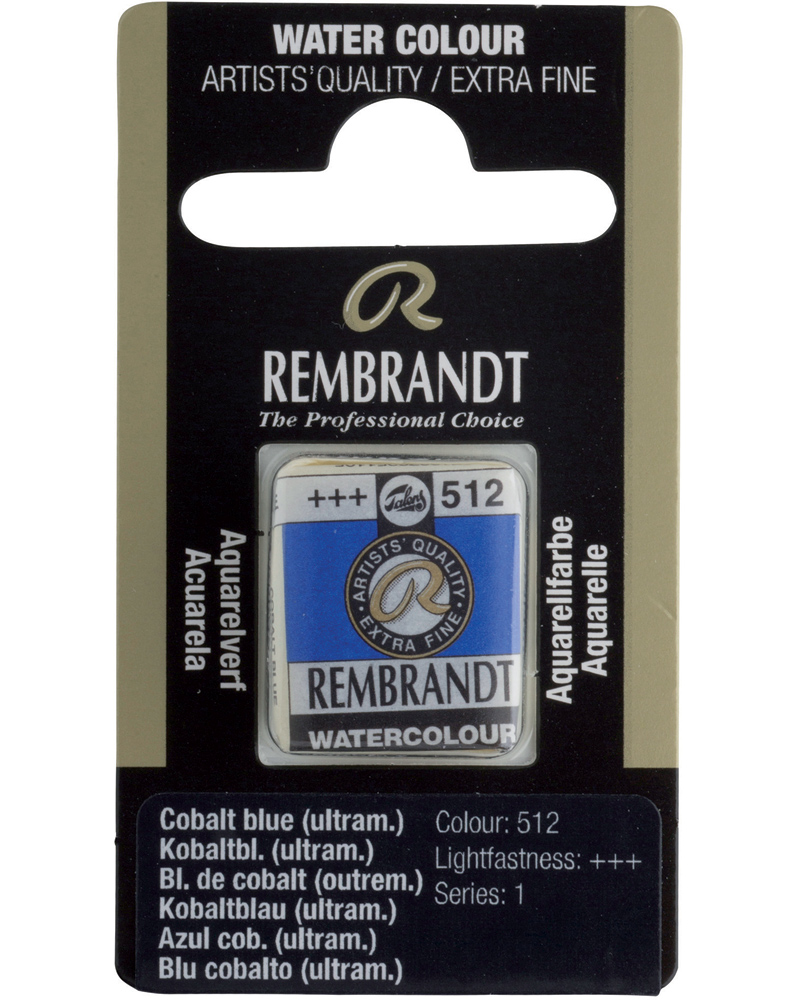 WATER COLOUR
ARTISTS' QUALITY / EXTRA FINE
R
REMBRANDT
The Professional Choice
+++ Talens 512
ARTISTS' QUALITY
R
· EXTRA FINE ·
REMBRANDT
WATERCOLOUR
COBALT BLUE
Aquarelverf
Acuarela
Aquarellfarbe
Aquarelle
Cobalt blue (ultram.)
Kobaltbl. (ultram.)
Bl. de cobalt (outrem.)
Kobaltblau (ultram.)
Azul cob. (ultram.)
Blu cobalto (ultram.)
Colour: 512
Lightfastness: +++
Series: 1